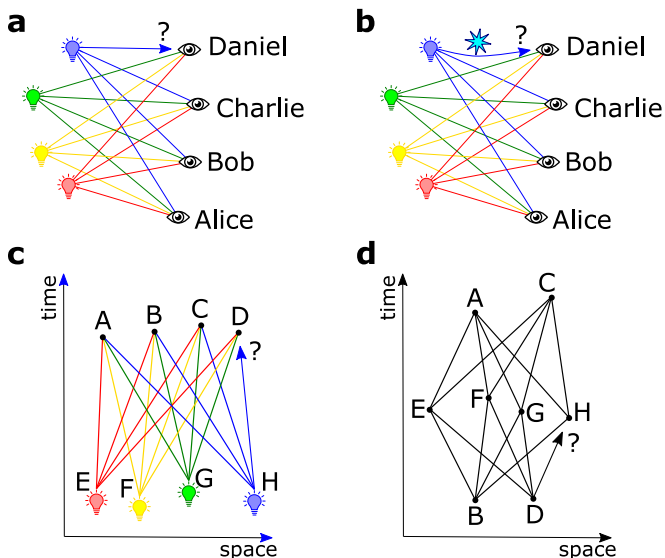 a
?
Daniel
Charlie
Bob
Alice
b
?
Daniel
Charlie
Bob
Alice
c
time
A B C D
?
E F G H
space
d
time
A C
E F G H
?
B D
space